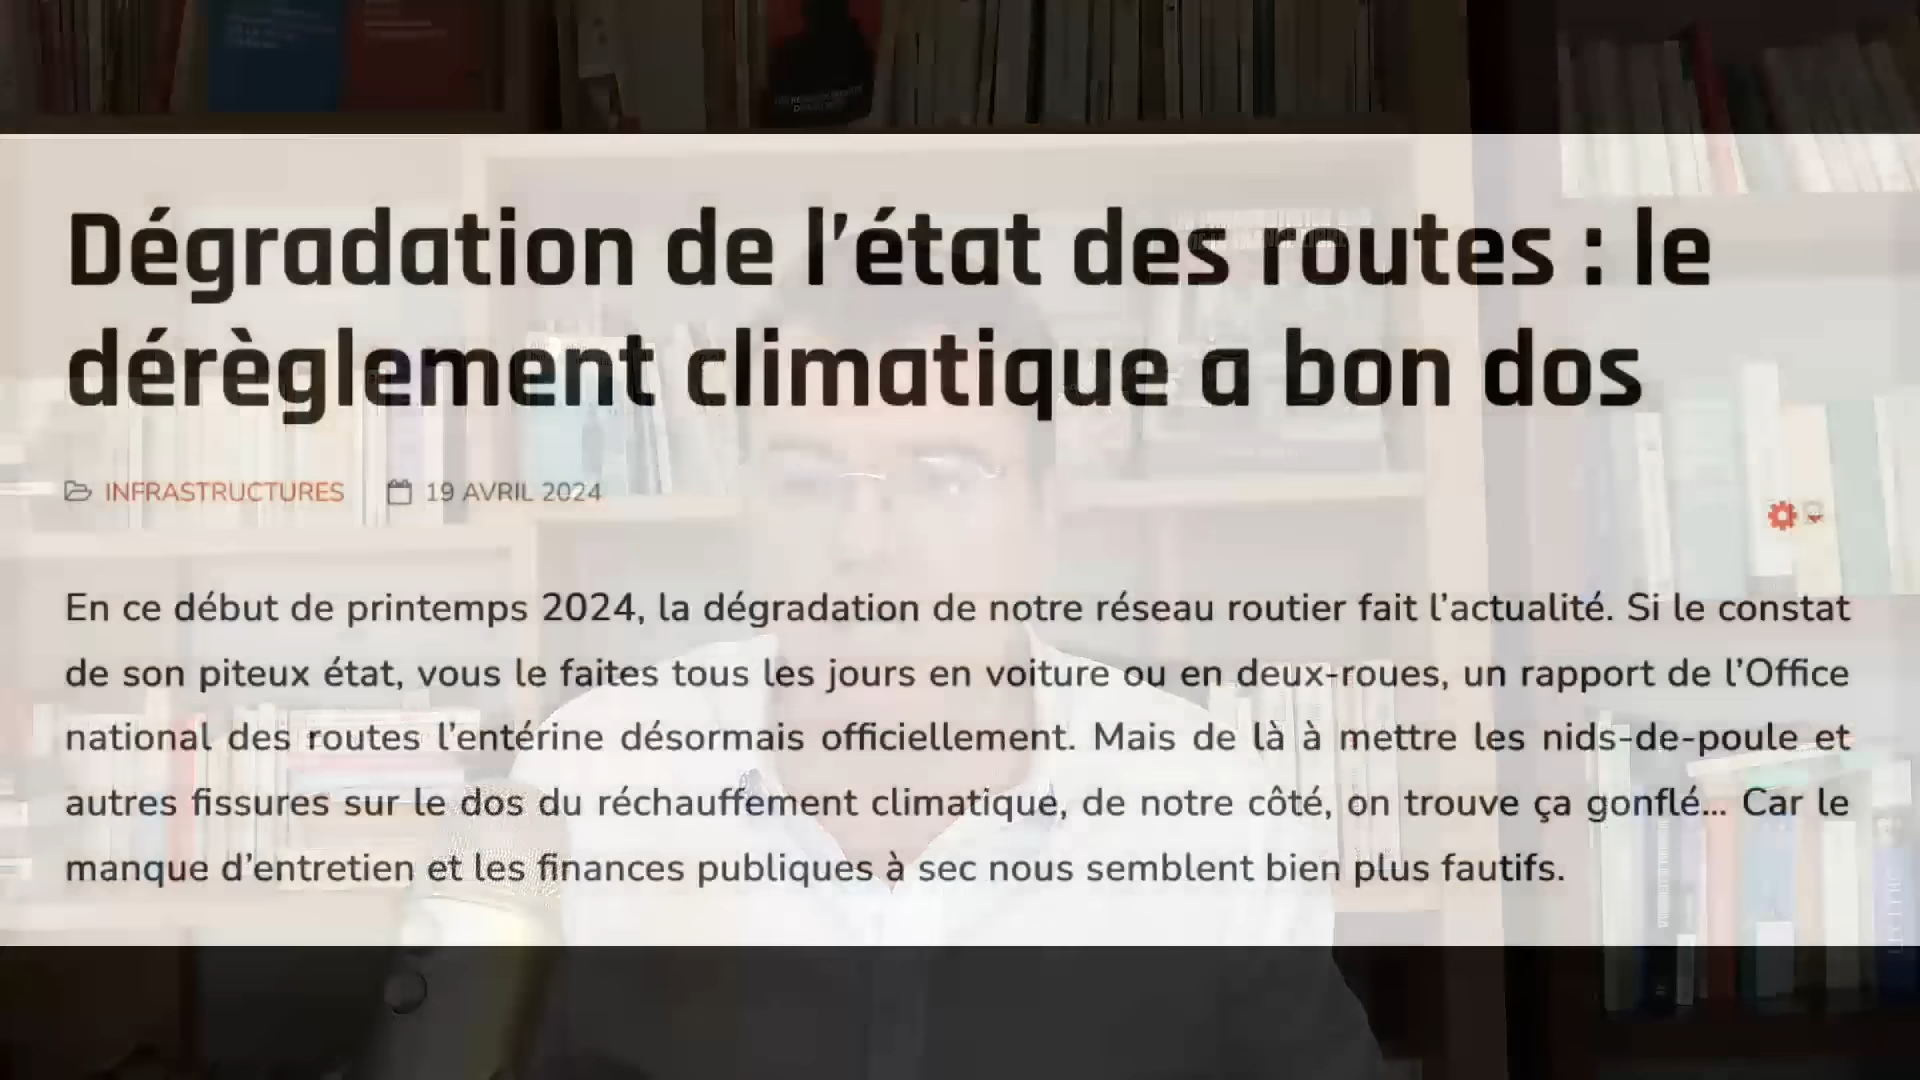 Dégradation de l’état des routes : le
dérèglement climatique a bon dos
INFRASTRUCTURES 19 AVRIL 2024
En ce début de printemps 2024, la dégradation de notre réseau routier fait l’actualité. Si le constat
de son piteux état, vous le faites tous les jours en voiture ou en deux-roues, un rapport de l’Office
national des routes l’entérine désormais officiellement. Mais de là à mettre les nids-de-poule et
autres fissures sur le dos du réchauffement climatique, de notre côté, on trouve ça gonflé... Car le
manque d’entretien et les finances publiques à sec nous semblent bien plus fautifs.